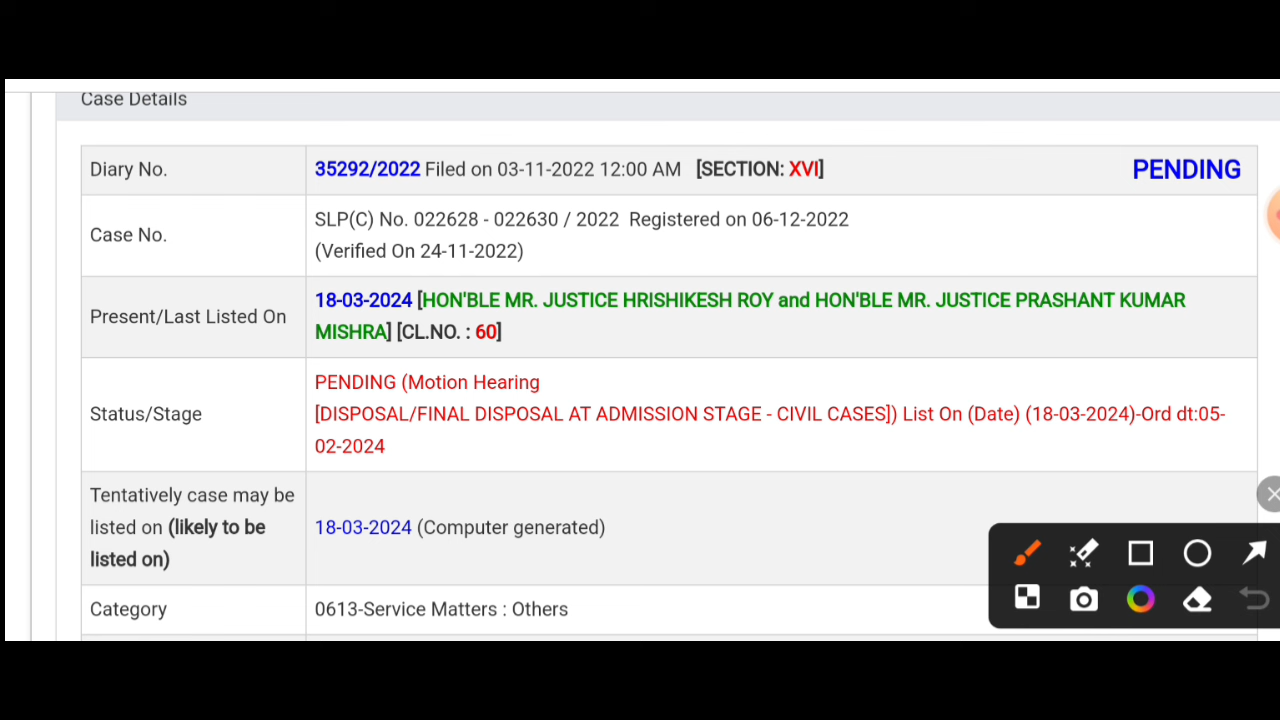 Case Details
Diary No.
35292/2022 Filed on 03-11-2022 12:00 AM [SECTION: XVI]
PENDING
Case No.
SLP(C) No. 022628 - 022630 / 2022 Registered on 06-12-2022
(Verified On 24-11-2022)
Present/Last Listed On
18-03-2024 [HON'BLE MR. JUSTICE HRISHIKESH ROY and HON'BLE MR. JUSTICE PRASHANT KUMAR
MISHRA] [CL.NO. : 60]
Status/Stage
PENDING (Motion Hearing
[DISPOSAL/FINAL DISPOSAL AT ADMISSION STAGE - CIVIL CASES]) List On (Date) (18-03-2024)-Ord dt:05-
02-2024
Tentatively case may be
listed on (likely to be
listed on)
18-03-2024 (Computer generated)
Category
0613-Service Matters : Others